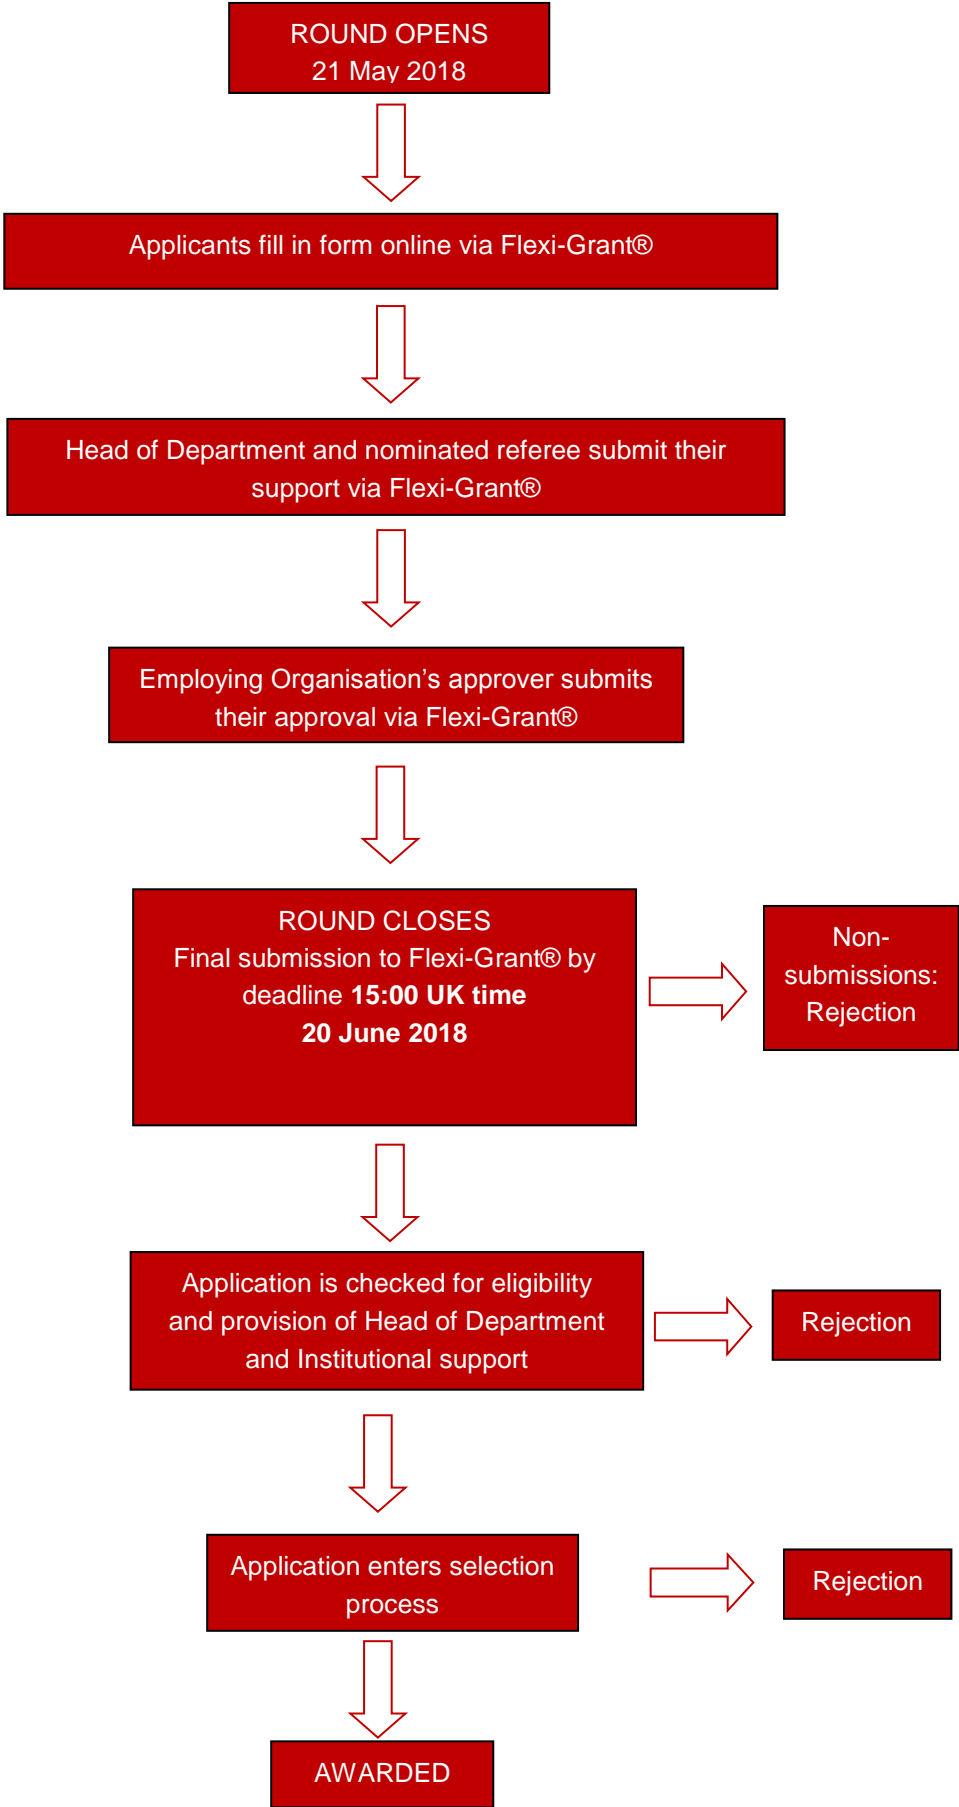 ROUND OPENS
21 May 2018
Applicants fill in form online via Flexi-Grant®
Head of Department and nominated referee submit their
support via Flexi-Grant®
Employing Organisation’s approver submits
their approval via Flexi-Grant®
ROUND CLOSES
Final submission to Flexi-Grant® by
deadline 15:00 UK time
20 June 2018
Non-
submissions:
Rejection
Application is checked for eligibility
and provision of Head of Department
and Institutional support
Rejection
Application enters selection
process
Rejection
AWARDED